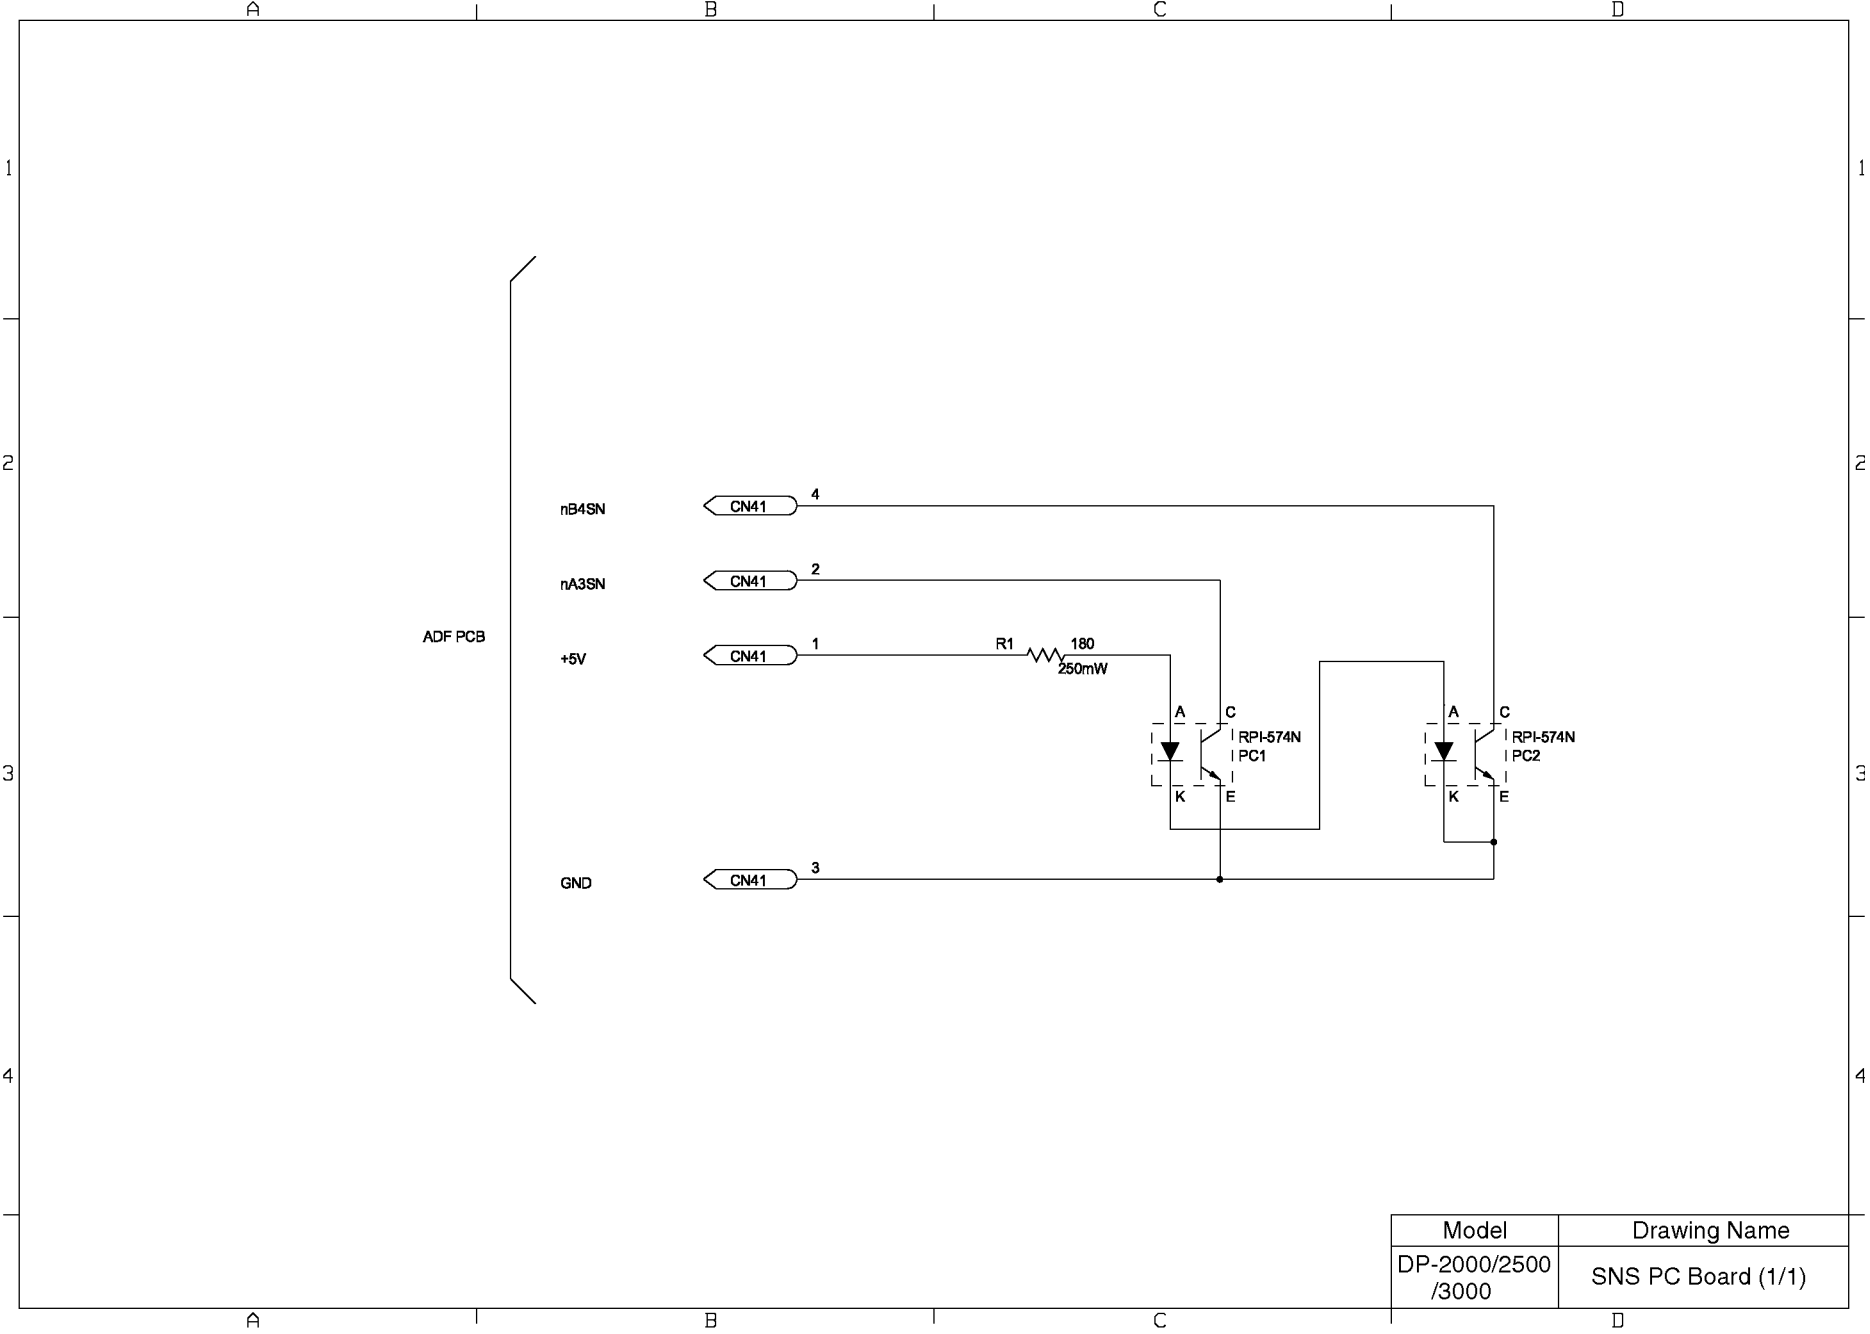 A B C D
1 1
2 2
nB4SN CN41 4
nA3SN CN41 2
ADF PCB
+5V CN41 1 R1 180
250mW
A C A C
RPI-574N RPI-574N
PC1 PC2
3 3
K E K E
GND CN41 3
4 4
Model Drawing Name
DP-2000/2500
/3000
SNS PC Board (1/1)
A B C D